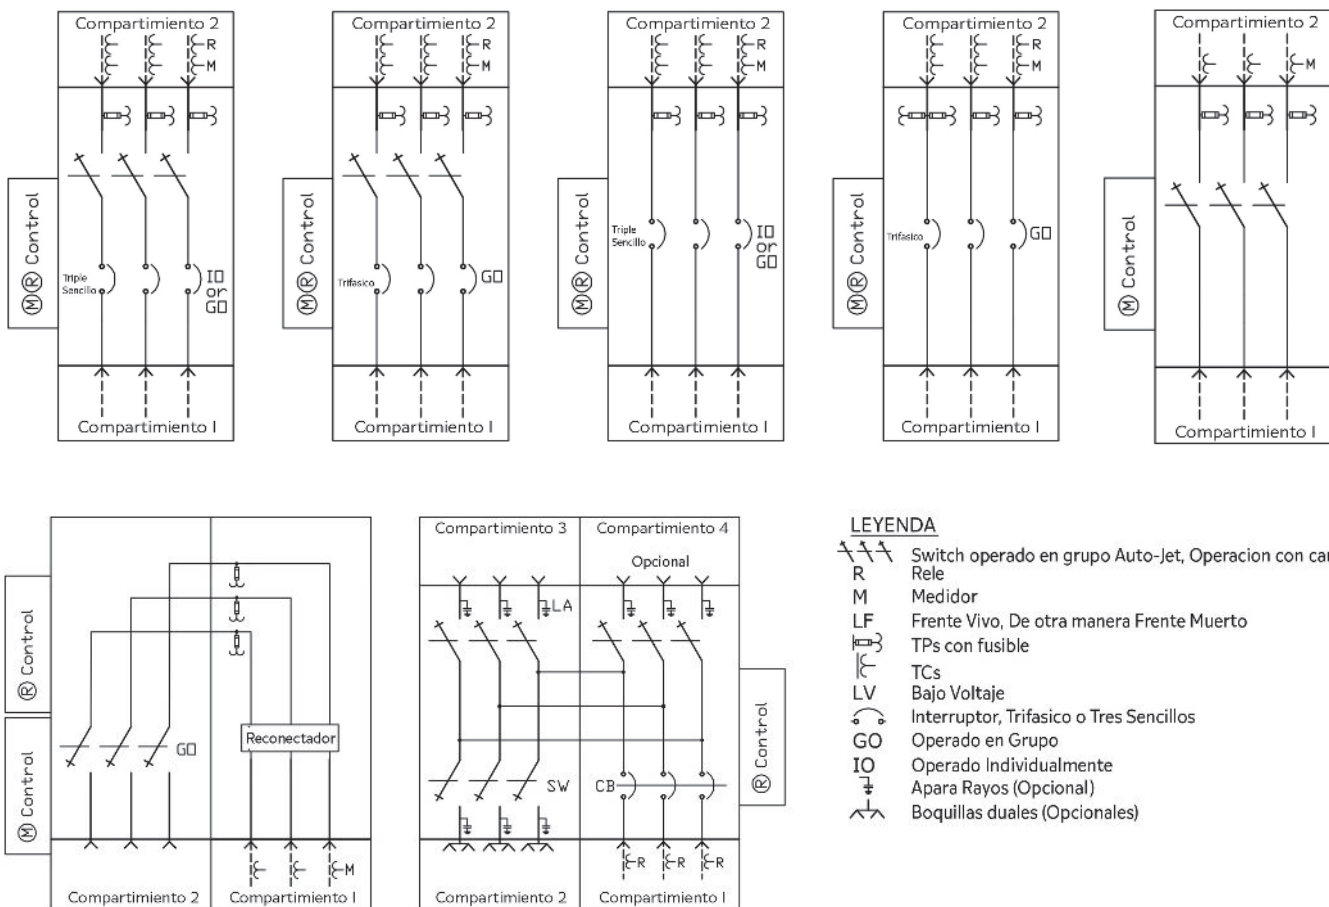 Compartimiento 2
R
M
Triple
Sencillo
IO
or
GO
Ⓜ Ⓡ Control
Compartimiento I
Compartimiento 2
R
M
Trifasico
GO
Ⓜ Ⓡ Control
Compartimiento I
Compartimiento 2
R
M
Triple
Sencillo
IO
or
GO
Ⓜ Ⓡ Control
Compartimiento I
Compartimiento 2
R
M
Trifasico
GO
Ⓜ Ⓡ Control
Compartimiento I
Compartimiento 2
M
Ⓜ Control
Compartimiento I
Ⓡ Control
Ⓜ Control
GO
Reconectador
M
Compartimiento 2
Compartimiento I
Compartimiento 3
Compartimiento 4
Opcional
LA
SW
CB
Ⓡ Control
R
R
R
Compartimiento 2
Compartimiento I
LEYENDA
Switch operado en grupo Auto-Jet, Operacion con car
R Rele
M Medidor
LF Frente Vivo, De otra manera Frente Muerto
TPs con fusible
TCs
LV Bajo Voltaje
Interruptor, Trifasico o Tres Sencillos
GO Operado en Grupo
IO Operado Individualmente
Apara Rayos (Opcional)
Boquillas duales (Opcionales)